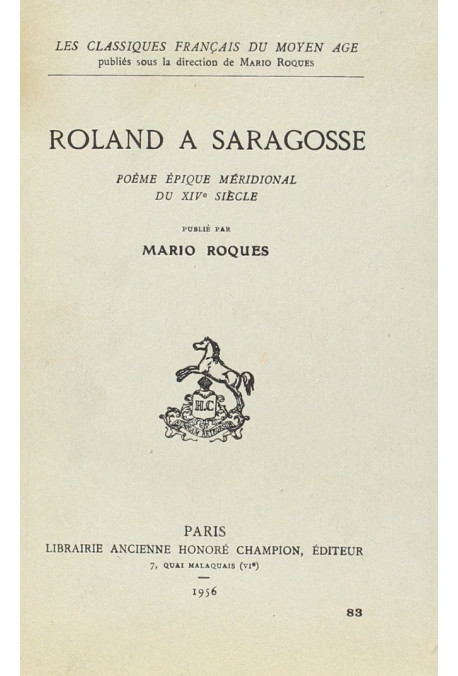 LES CLASSIQUES FRANÇAIS DU MOYEN AGE
publiés sous la direction de MARIO ROQUES
ROLAND A SARAGOSSE
POÈME ÉPIQUE MÉRIDIONAL
DU XIVe SIÈCLE
PUBLIÉ PAR
MARIO ROQUES
H.C
PARIS
LIBRAIRIE ANCIENNE HONORÉ CHAMPION, ÉDITEUR
7, QUAI MALAQUAIS (VIe)
1956
83